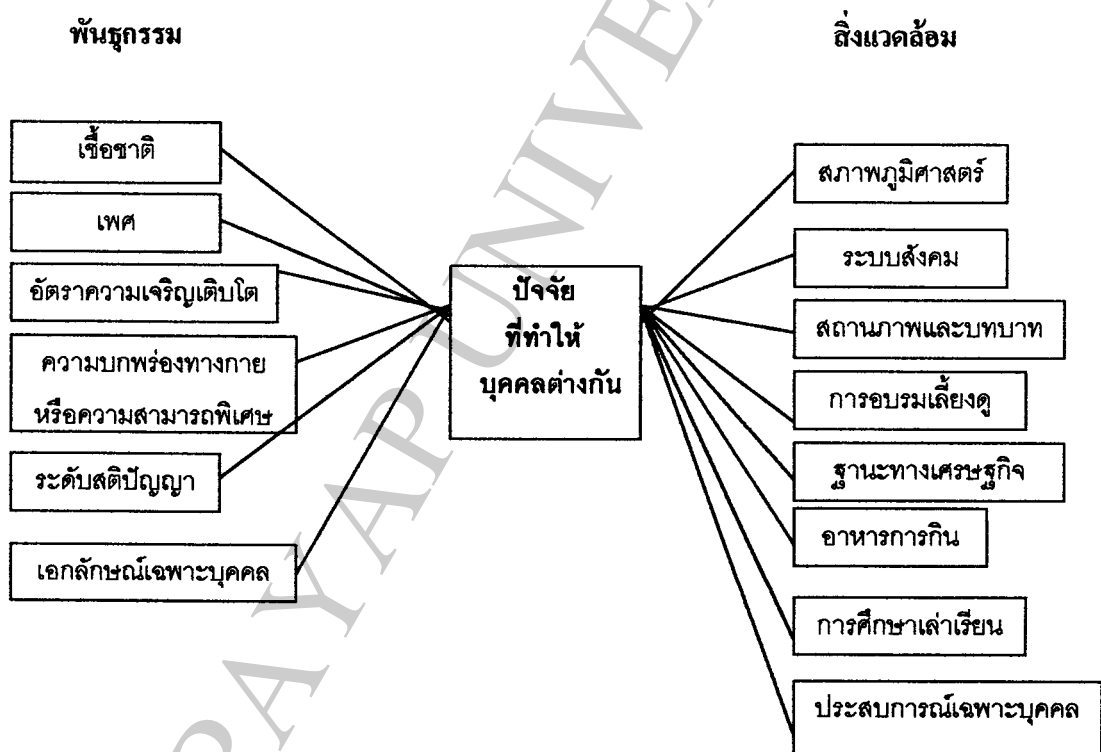 พันธุกรรม
สิ่งแวดล้อม
เชื้อชาติ
เพศ
อัตราความเจริญเติบโต
ความบกพร่องทางกาย
หรือความสามารถพิเศษ
ระดับสติปัญญา
เอกลักษณ์เฉพาะบุคคล
ปัจจัย
ที่ทำให้
บุคคลต่างกัน
สภาพภูมิศาสตร์
ระบบสังคม
สถานภาพและบทบาท
การอบรมเลี้ยงดู
ฐานะทางเศรษฐกิจ
อาหารการกิน
การศึกษาเล่าเรียน
ประสบการณ์เฉพาะบุคคล
PAYAP UNIVE